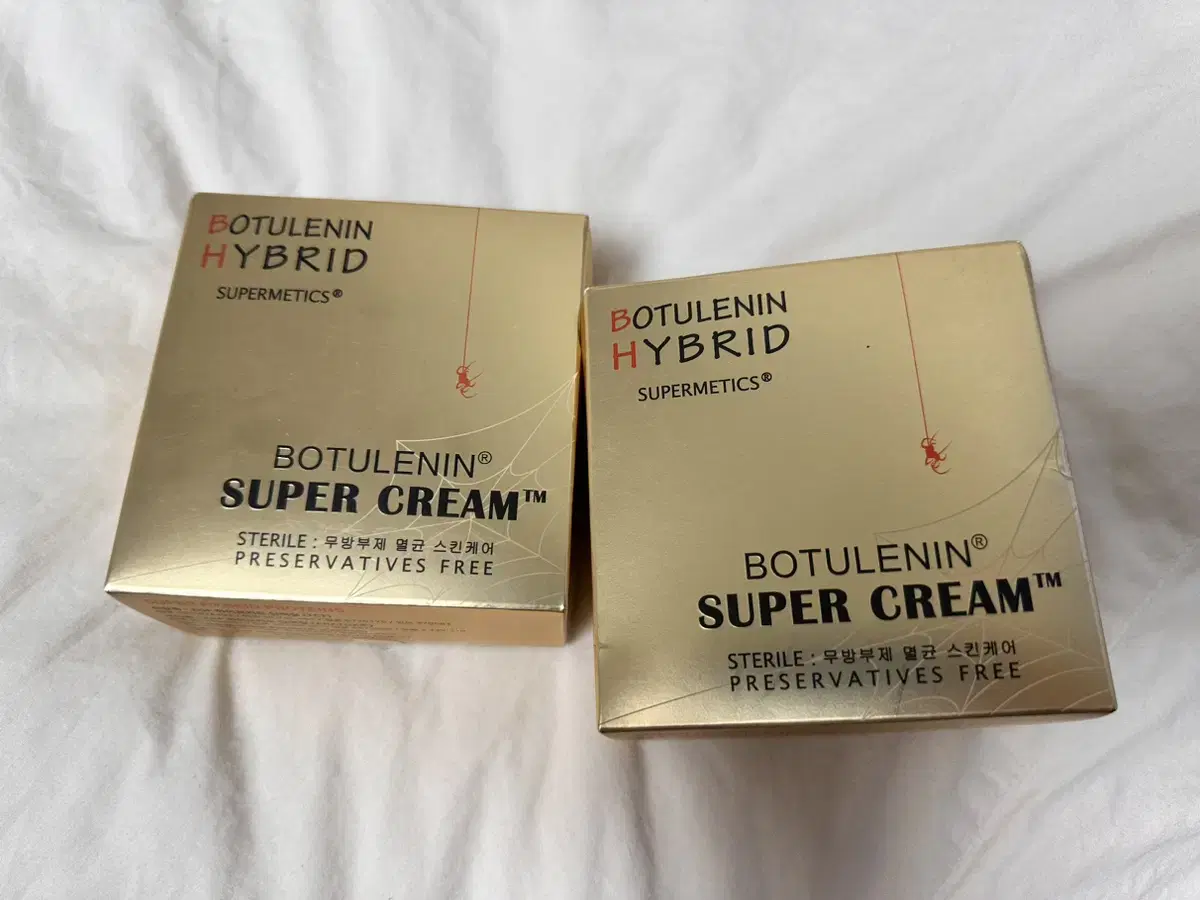 BOTULENIN
HYBRID
SUPERMETICS®
BOTULENIN®
SUPER CREAM™
STERILE : 무방부제 멸균 스킨케어
PRESERVATIVES FREE
BOTULENIN
HYBRID
SUPERMETICS®
BOTULENIN®
SUPER CREAM™
STERILE : 무방부제 멸균 스킨케어
PRESERVATIVES FREE